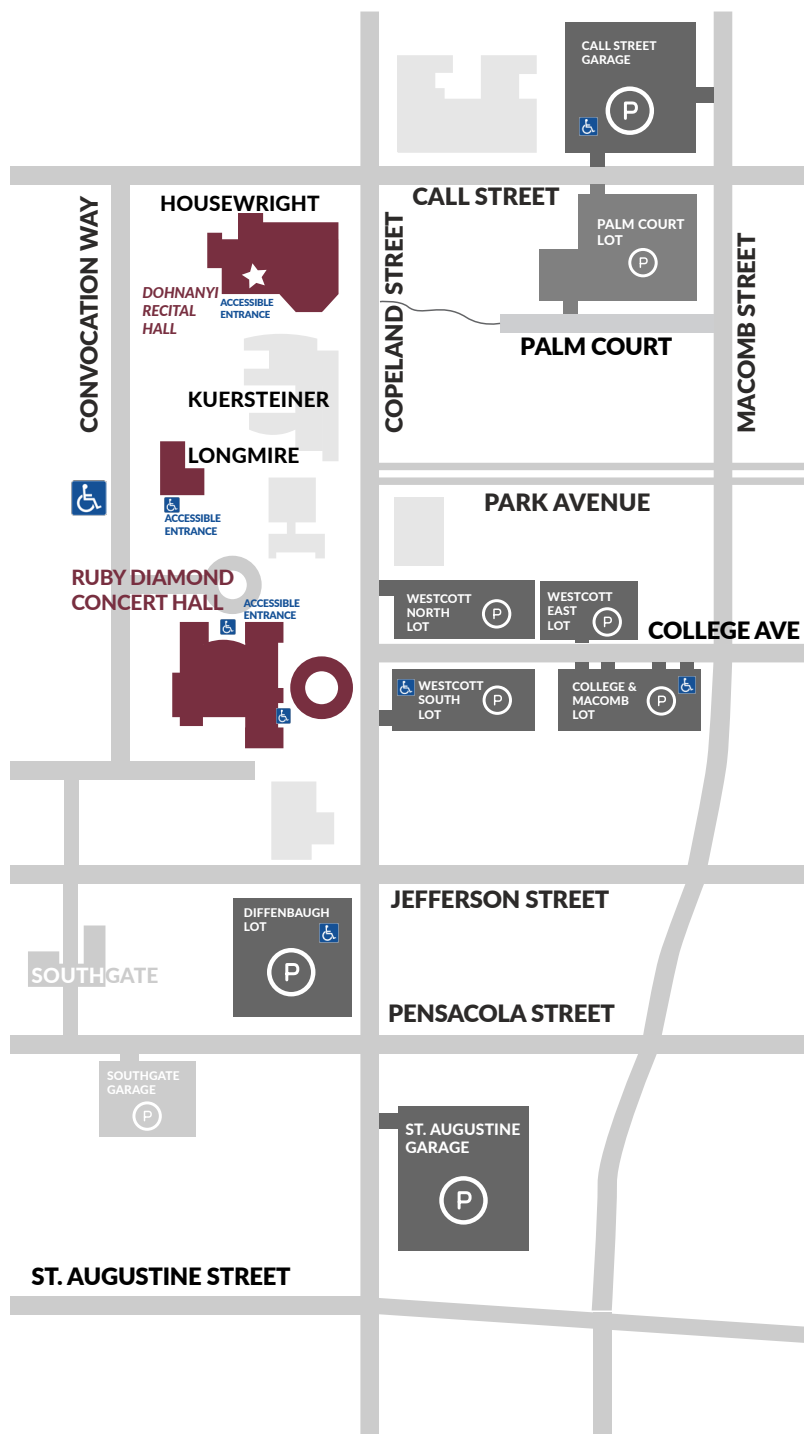 CALL STREET
GARAGE
P
HOUSEWRIGHT
CALL STREET
CONVOCATION WAY
COPELAND STREET
MACOMB STREET
PALM COURT
LOT
P
DOHNANYI
RECITAL
HALL
ACCESSIBLE
ENTRANCE
PALM COURT
KUERSTEINER
LONGMIRE
ACCESSIBLE
ENTRANCE
PARK AVENUE
RUBY DIAMOND
CONCERT HALL
ACCESSIBLE
ENTRANCE
WESTCOTT
NORTH
LOT
P
WESTCOTT
EAST
LOT
P
COLLEGE AVE
WESTCOTT
SOUTH
LOT
P
COLLEGE &
MACOMB
LOT
P
JEFFERSON STREET
DIFFENBAUGH
LOT
P
SOUTHGATE
PENSACOLA STREET
SOUTHGATE
GARAGE
P
ST. AUGUSTINE
GARAGE
P
ST. AUGUSTINE STREET